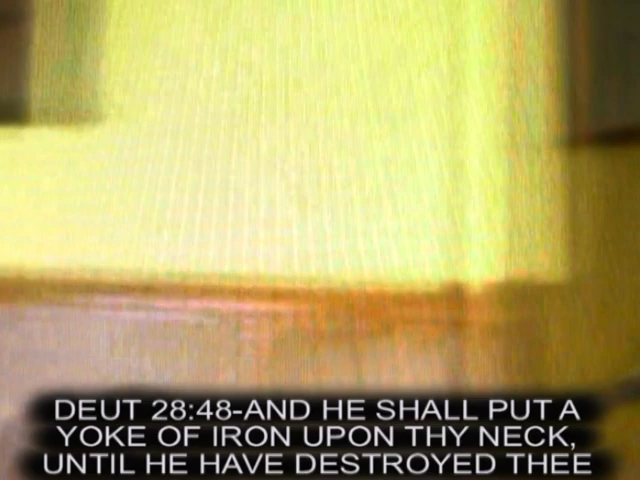 DEUT 28:48-AND HE SHALL PUT A
YOKE OF IRON UPON THY NECK,
UNTIL HE HAVE DESTROYED THEE